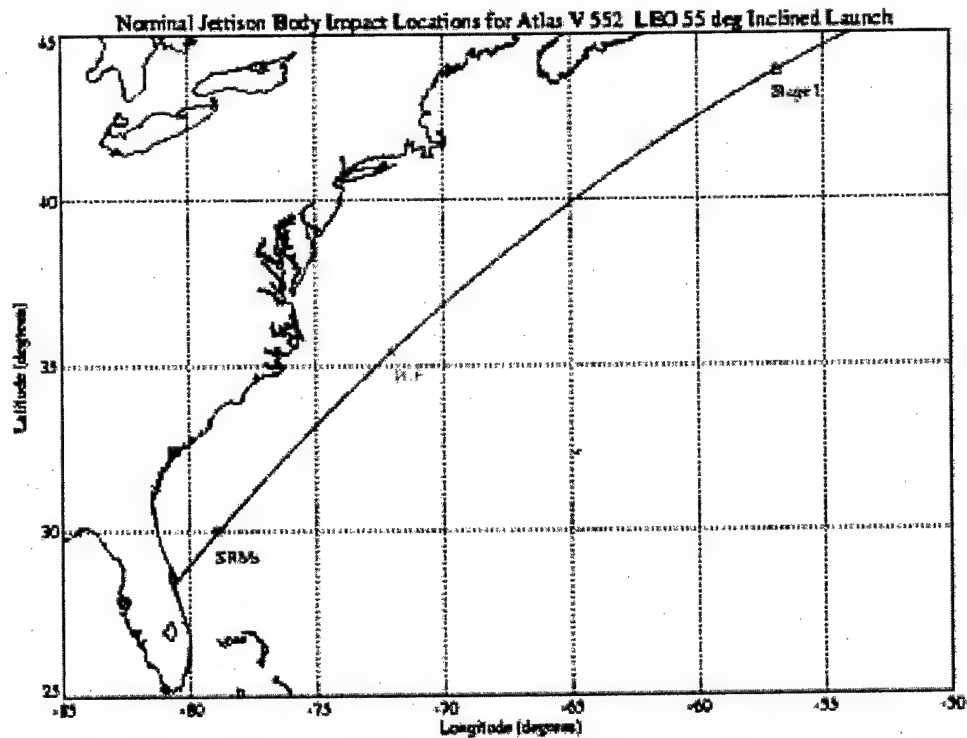 Nominal Jettison Body Impact Locations for Atlas V 552 LEO 55 deg Inclined Launch
45
Stage 1
40
Latitude (degrees)
35
30
SRBs
25
-85 -80 -75 -70 -65 -60 -55 -50
Longitude (degrees)